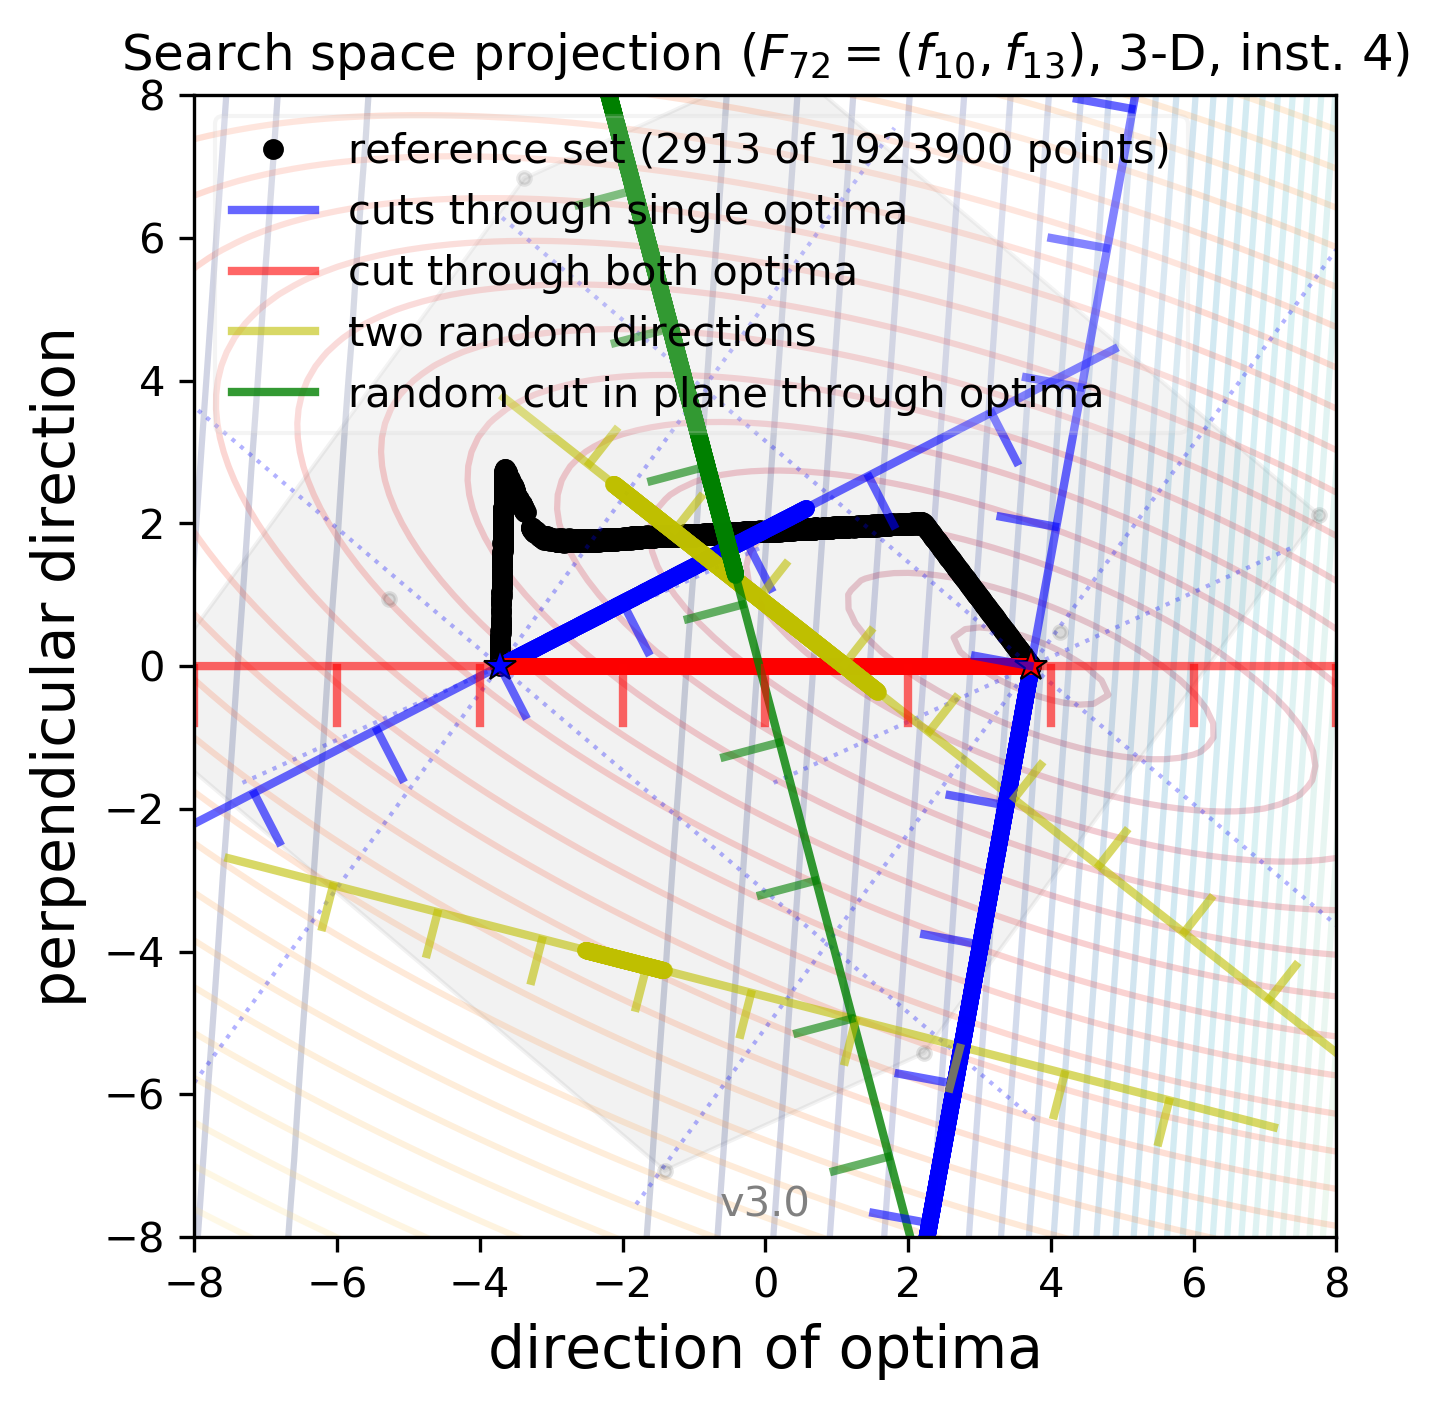 Search space projection (F₇₂ = (f₁₀, f₁₃), 3-D, inst. 4)
reference set (2913 of 1923900 points)
cuts through single optima
cut through both optima
two random directions
random cut in plane through optima
8
6
4
2
0
−2
−4
−6
−8
perpendicular direction
v3.0
−8 −6 −4 −2 0 2 4 6 8
direction of optima